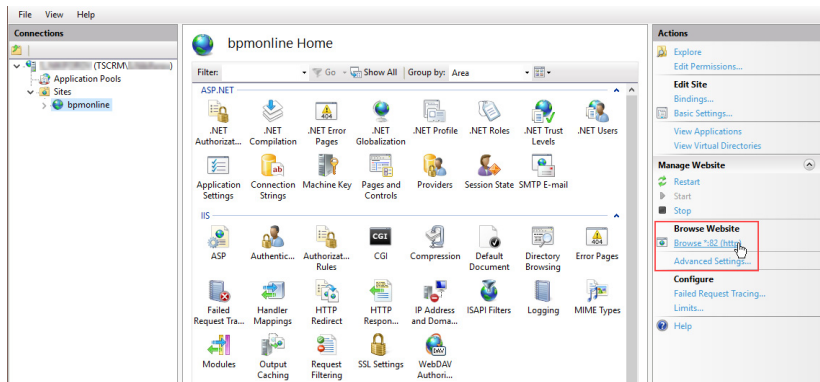 File View Help
Connections
(TSCRM\
Application Pools
Sites
bpmonline
bpmonline Home
Filter: Go Show All Group by: Area
ASP.NET
.NET Authorizat...
.NET Compilation
.NET Error Pages
.NET Globalization
.NET Profile
.NET Roles
.NET Trust Levels
.NET Users
Application Settings
Connection Strings
Machine Key
Pages and Controls
Providers
Session State
SMTP E-mail
IIS
ASP
Authentic...
Authorizat... Rules
CGI
Compression
Default Document
Directory Browsing
Error Pages
Failed Request Tra...
Handler Mappings
HTTP Redirect
HTTP Respon...
IP Address and Doma...
ISAPI Filters
Logging
MIME Types
Modules
Output Caching
Request Filtering
SSL Settings
WebDAV Authori...
Actions
Explore
Edit Permissions...
Edit Site
Bindings...
Basic Settings...
View Applications
View Virtual Directories
Manage Website
Restart
Start
Stop
Browse Website
Browse *:82 (http)
Advanced Settings...
Configure
Failed Request Tracing...
Limits...
Help